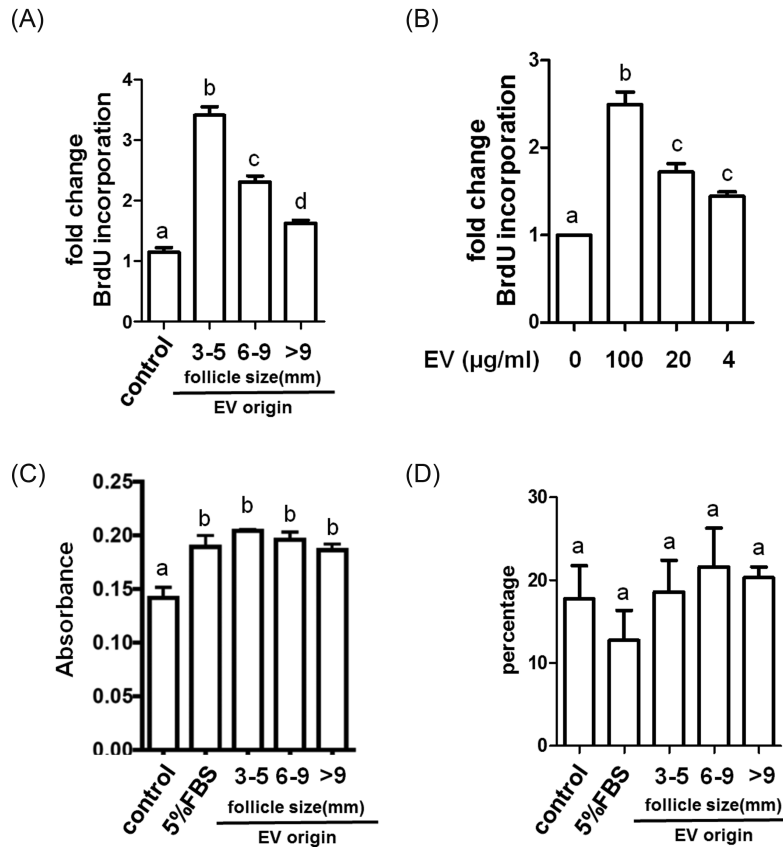 (A)
fold change
BrdU incorporation
4
3
2
1
0
a
b
c
d
control
3-5 6-9 >9
follicle size(mm)
EV origin
(B)
fold change
BrdU incorporation
3
2
1
0
a
b
c
c
EV (μg/ml) 0 100 20 4
(C)
Absorbance
0.25
0.20
0.15
0.10
0.05
0.00
a
b
b
b
b
control
5%FBS
3-5 6-9 >9
follicle size(mm)
EV origin
(D)
percentage
30
20
10
0
a
a
a
a
a
control
5%FBS
3-5 6-9 >9
follicle size(mm)
EV origin